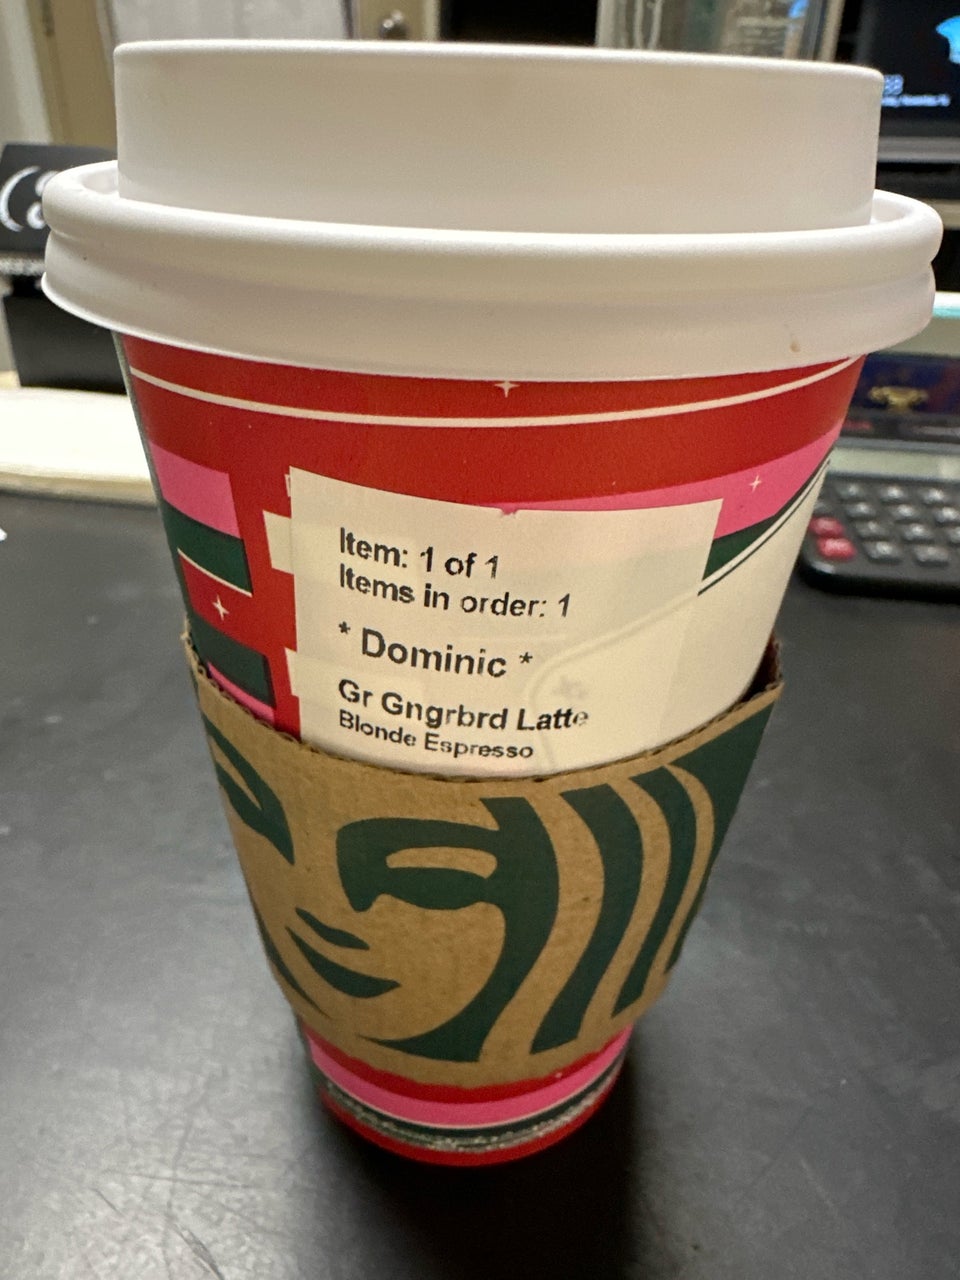 Item: 1 of 1
Items in order: 1
* Dominic *
Gr Gngrbrd Latte
Blonde Espresso